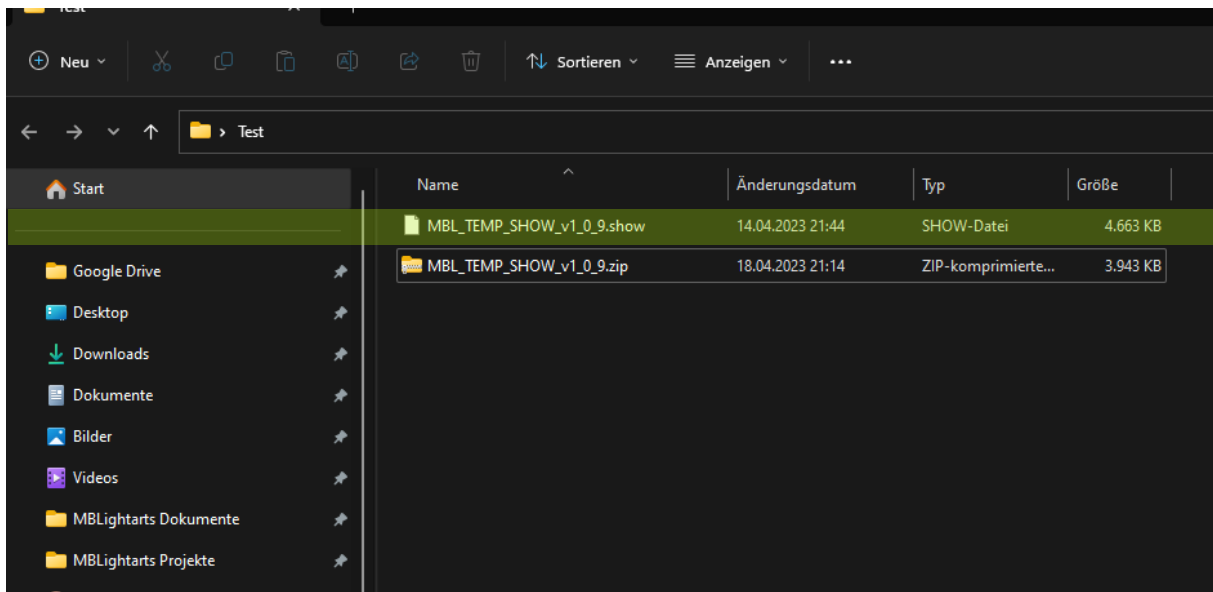 Test
Neu
Sortieren
Anzeigen
Test
Start
Name Änderungsdatum Typ Größe
MBL_TEMP_SHOW_v1_0_9.show 14.04.2023 21:44 SHOW-Datei 4.663 KB
MBL_TEMP_SHOW_v1_0_9.zip 18.04.2023 21:14 ZIP-komprimierte... 3.943 KB
Google Drive
Desktop
Downloads
Dokumente
Bilder
Videos
MBLightarts Dokumente
MBLightarts Projekte